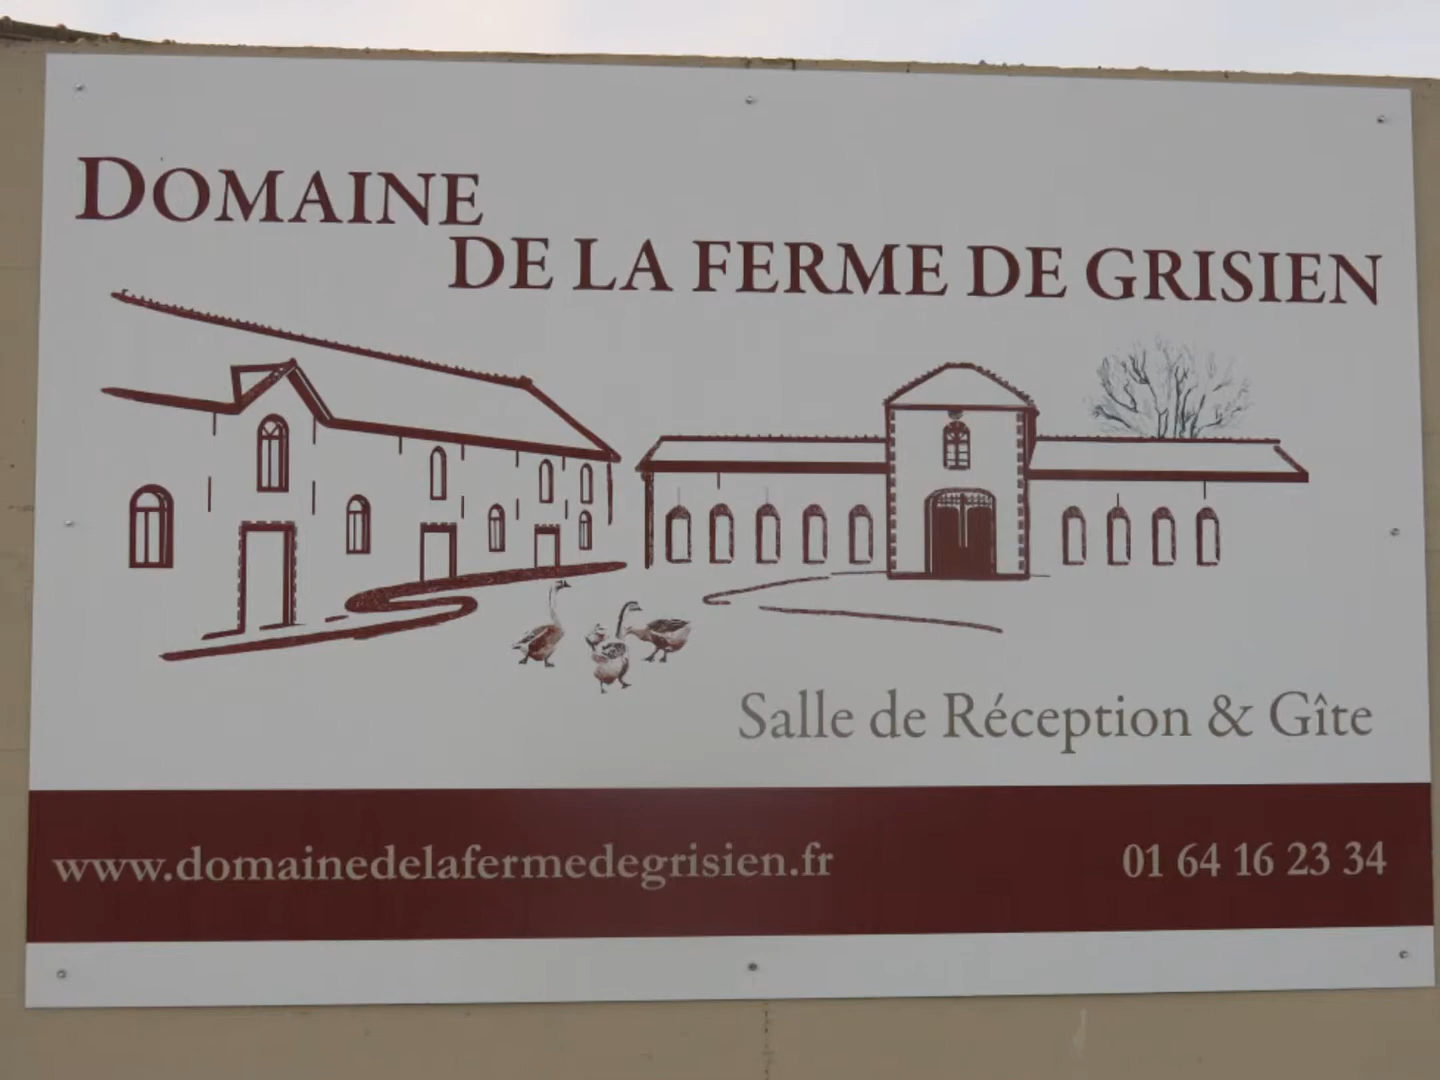 DOMAINE
DE LA FERME DE GRISIEN
Salle de Réception & Gîte
www.domainedelafermedegrisien.fr
01 64 16 23 34